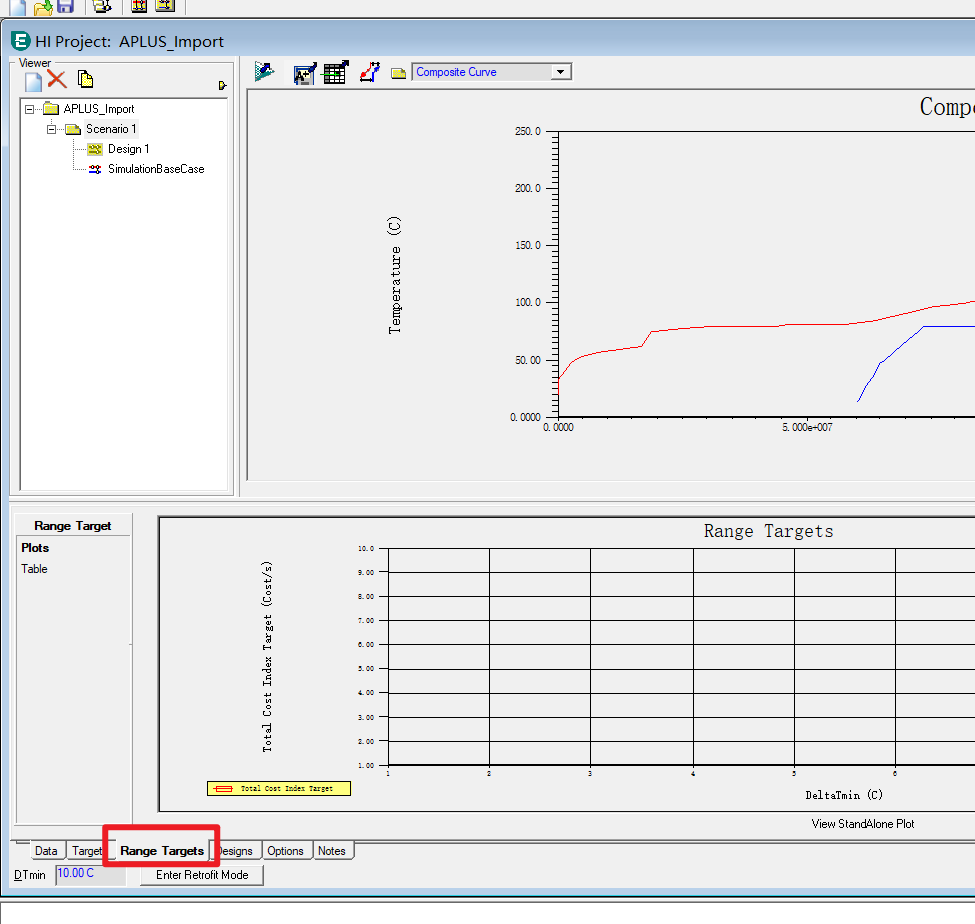 HI Project: APLUS_Import
Viewer
APLUS_Import
Scenario 1
Design 1
SimulationBaseCase
Composite Curve
Compo
Temperature (C)
250.0
200.0
150.0
100.0
50.00
0.0000
0.0000
5.000e+007
Range Target
Plots
Table
Range Targets
Total Cost Index Target (Cost/s)
10.0
9.00
8.00
7.00
6.00
5.00
4.00
3.00
2.00
1.00
1 2 3 4 5 6
DeltaTmin (C)
Total Cost Index Target
View StandAlone Plot
Data Target Range Targets esigns Options Notes
DTmin 10.00 C Enter Retrofit Mode